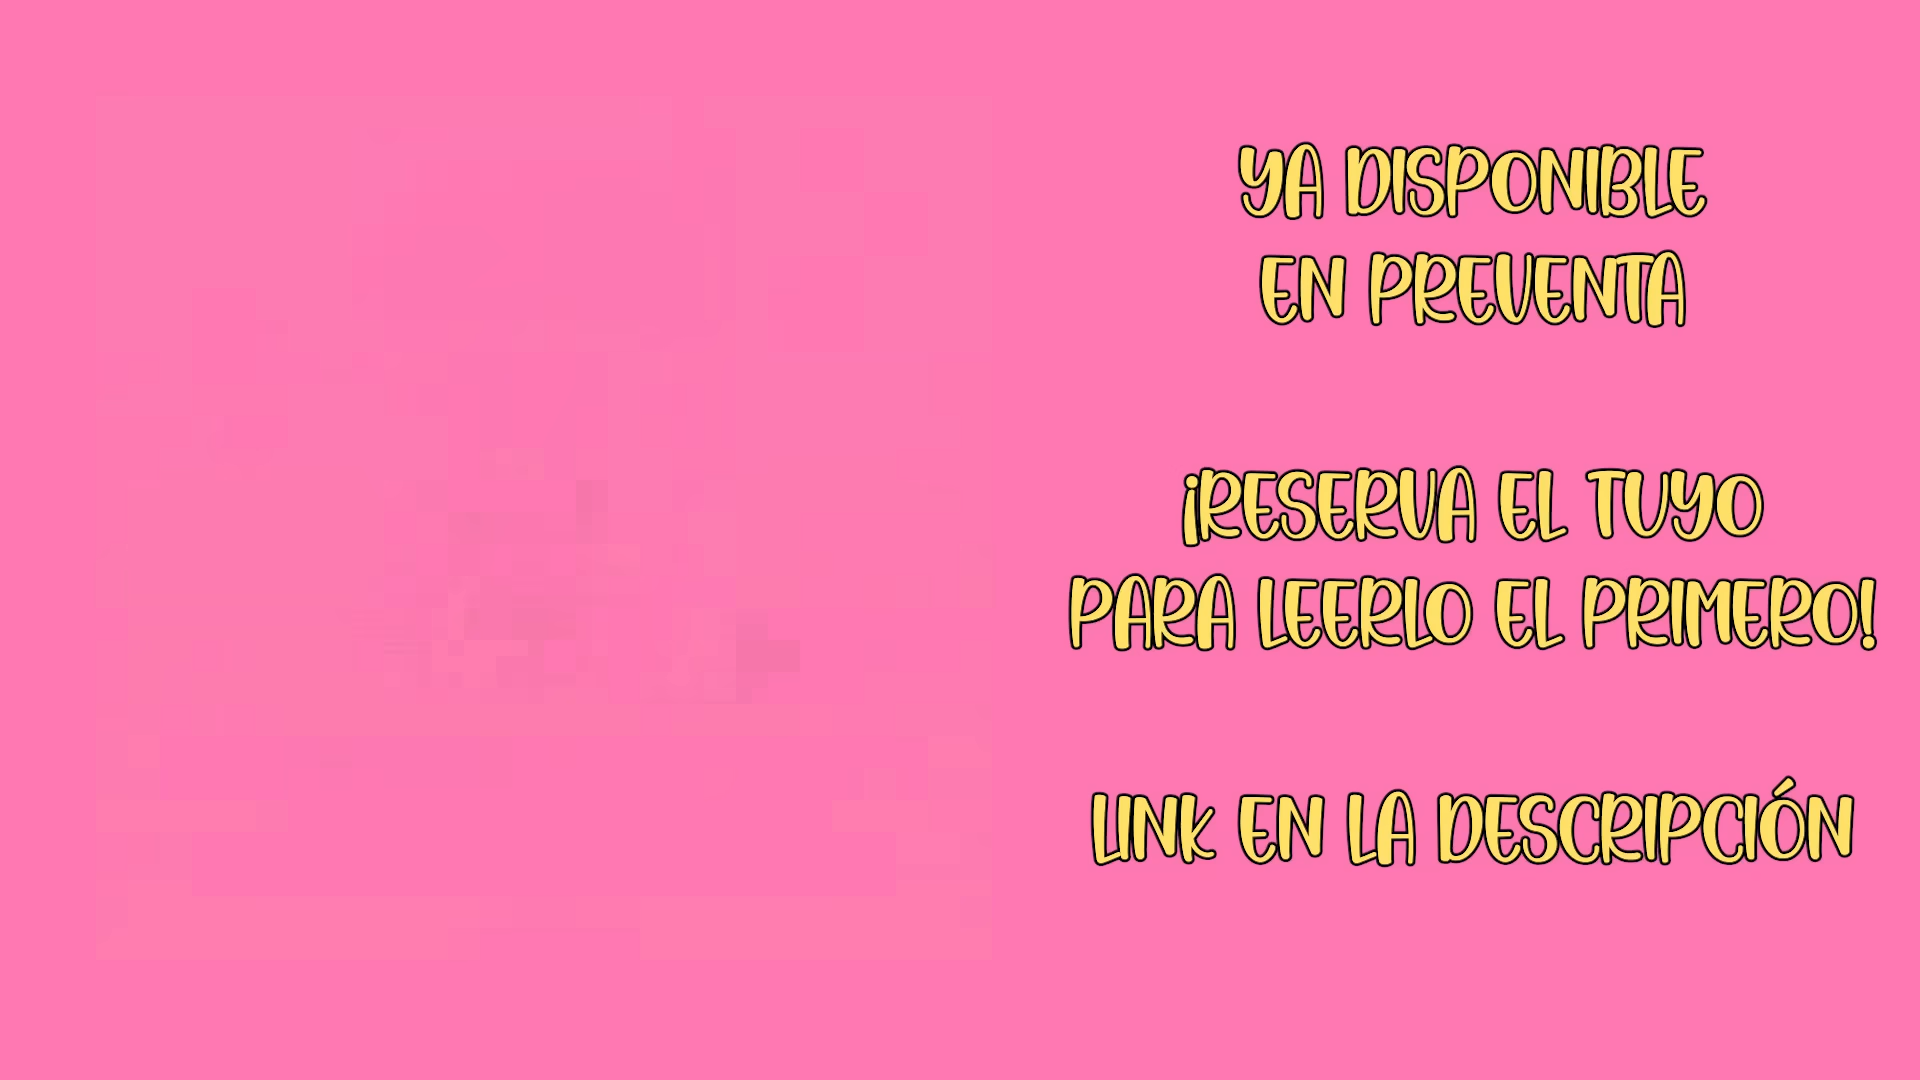 YA DISPONIBLE
EN PREVENTA
¡RESERVA EL TUYO
PARA LEERLO EL PRIMERO!
LINK EN LA DESCRIPCIÓN